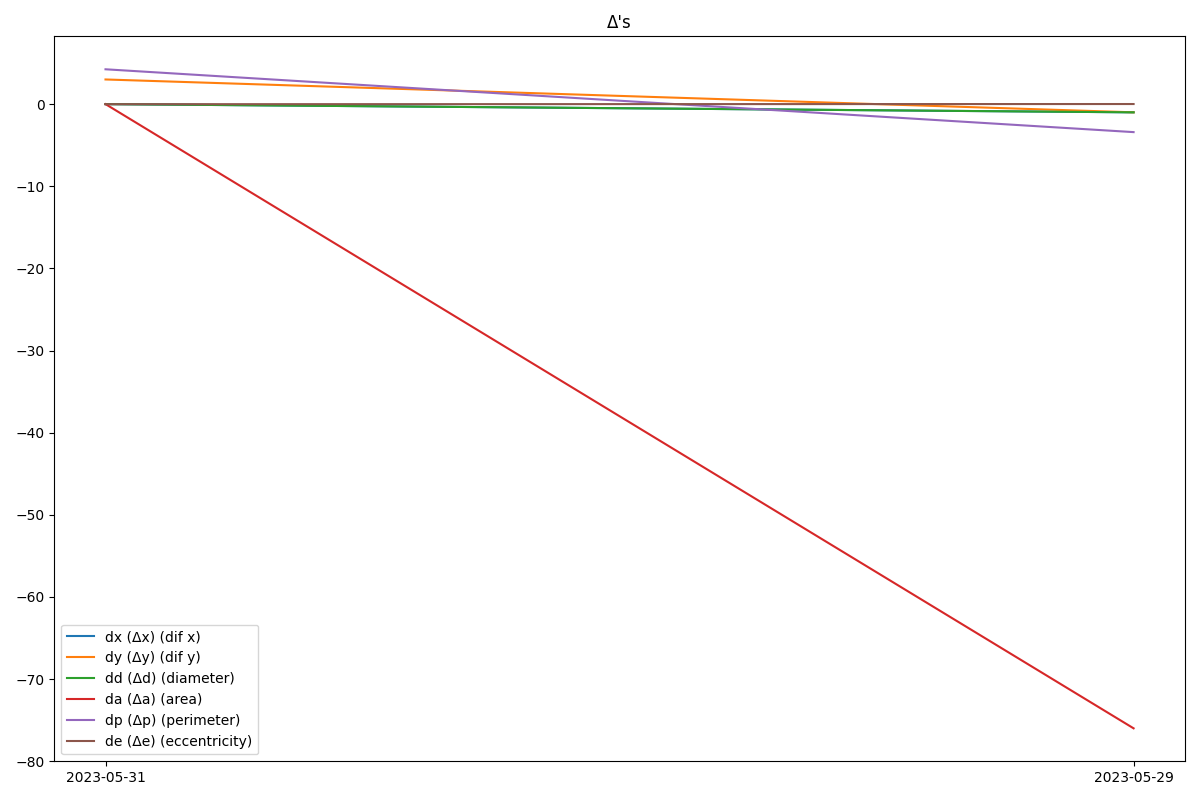 Δ's
0
−10
−20
−30
−40
−50
−60
−70
−80
dx (Δx) (dif x)
dy (Δy) (dif y)
dd (Δd) (diameter)
da (Δa) (area)
dp (Δp) (perimeter)
de (Δe) (eccentricity)
2023-05-31 2023-05-29